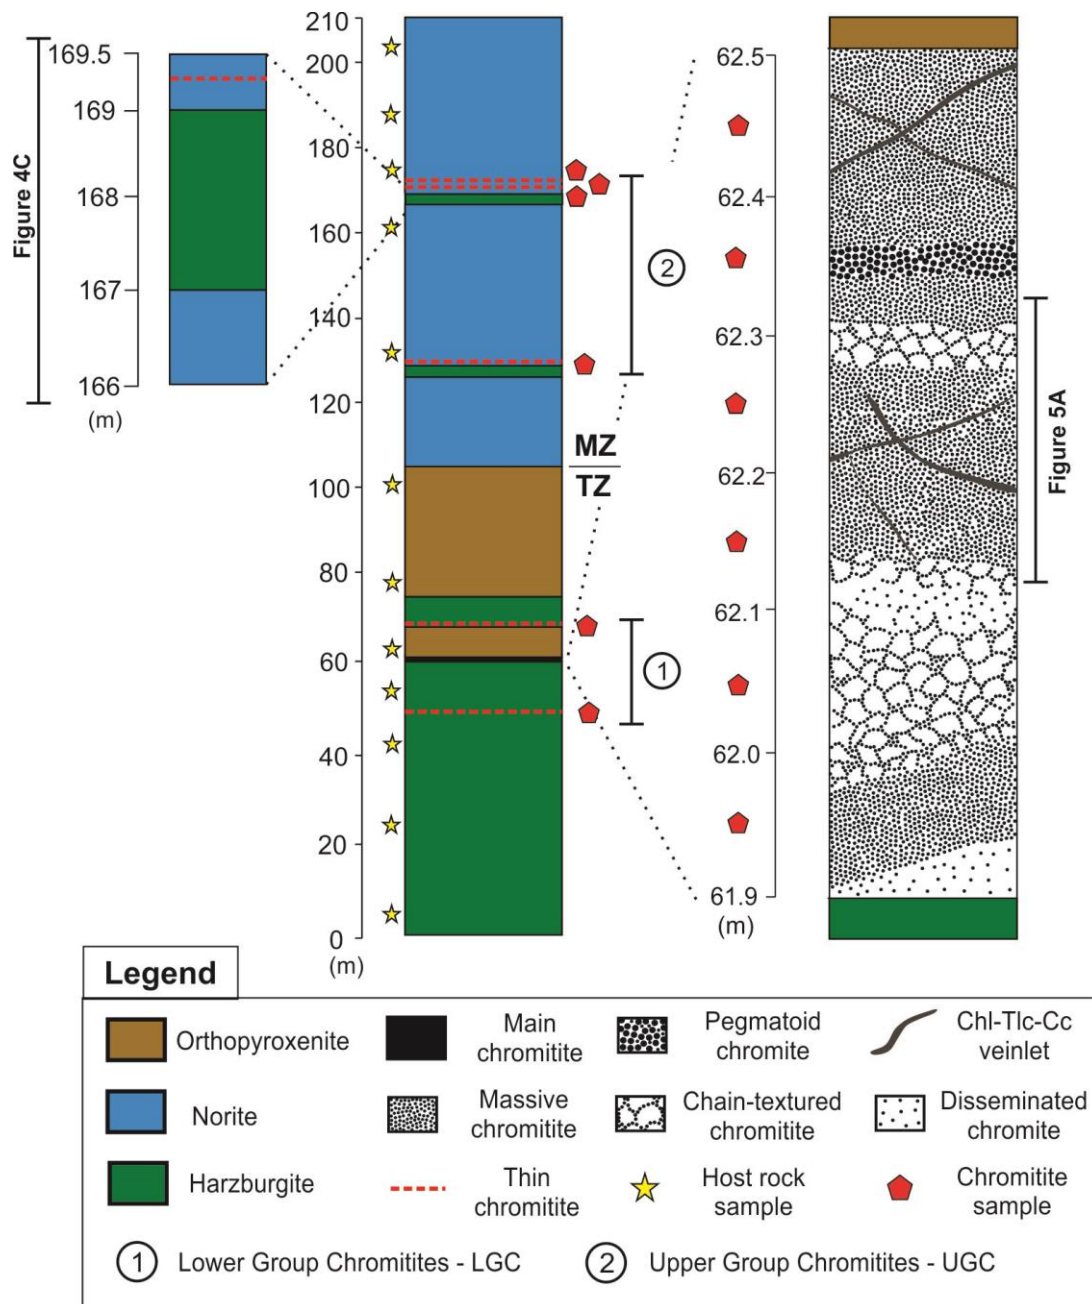 Figure 4C
169.5
169
168
167
166
(m)
210
200
180
160
140
120
100
80
60
40
20
0
(m)
2
MZ
TZ
1
62.5
62.4
62.3
62.2
62.1
62.0
61.9
(m)
Figure 5A
Legend
Orthopyroxenite
Main
chromitite
Pegmatoid
chromite
Chl-Tlc-Cc
veinlet
Norite
Massive
chromitite
Chain-textured
chromitite
Disseminated
chromite
Harzburgite
Thin
chromitite
Host rock
sample
Chromitite
sample
1 Lower Group Chromitites - LGC
2 Upper Group Chromitites - UGC